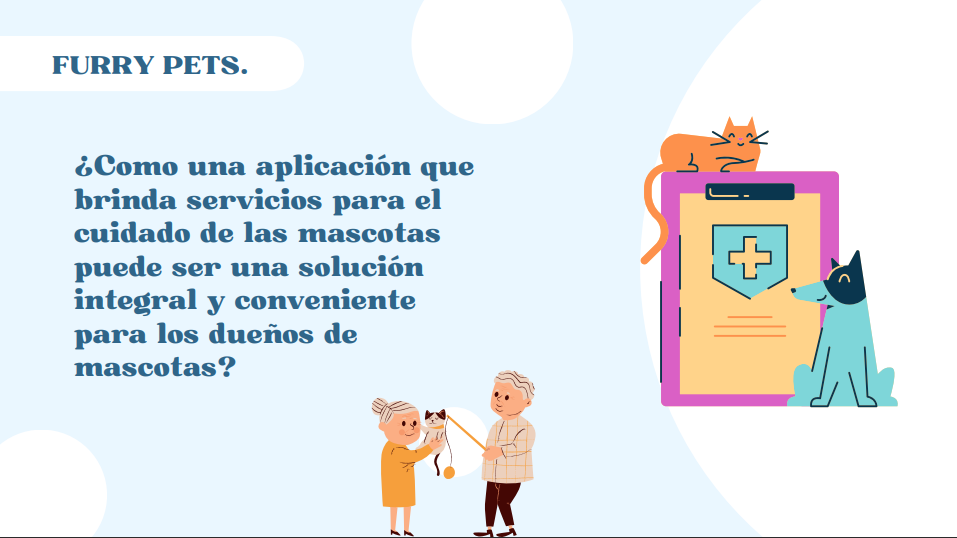 FURRY PETS.
¿Como una aplicación que
brinda servicios para el
cuidado de las mascotas
puede ser una solución
integral y conveniente
para los dueños de
mascotas?